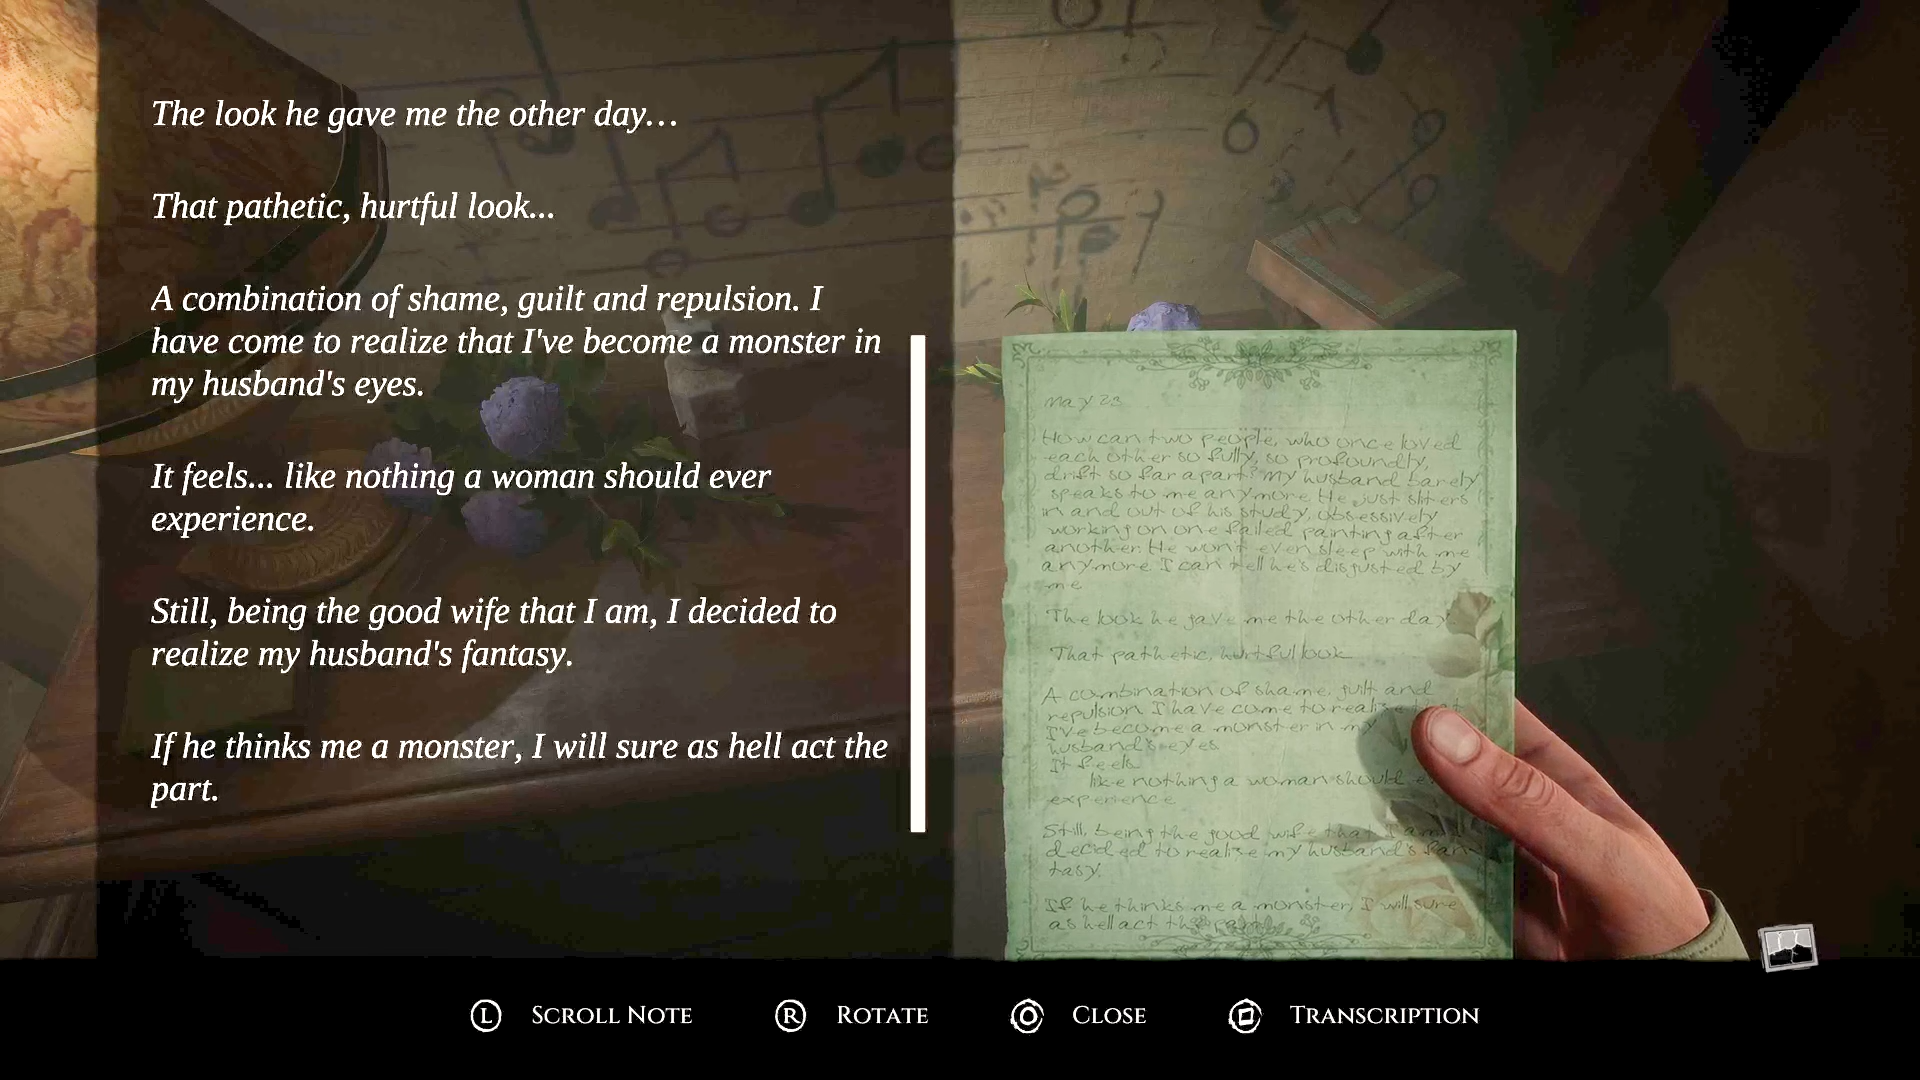 The look he gave me the other day…
That pathetic, hurtful look...
A combination of shame, guilt and repulsion. I
have come to realize that I've become a monster in
my husband's eyes.
It feels... like nothing a woman should ever
experience.
Still, being the good wife that I am, I decided to
realize my husband's fantasy.
If he thinks me a monster, I will sure as hell act the
part.
May 23
How can two people, who once loved
each other so fully, so profoundly,
drift so far apart? My husband barely
speaks to me anymore He just slithers
in and out of his study, obsessively
working on one failed painting after
another. He wont even sleep with me
anymore I can tell he's disgusted by
me
The look he gave me the other day
That pathetic, hurtful look
A combination of shame, guilt and
repulsion I have come to realize that
I've become a monster in my
husband's eyes
It feels
like nothing a woman should
experience
Still, being the good wife that I am, I
decided to realize my husband's fan-
tasy.
If he thinks me a monster, I will sure
as hell act the part
L SCROLL NOTE R ROTATE CLOSE TRANSCRIPTION